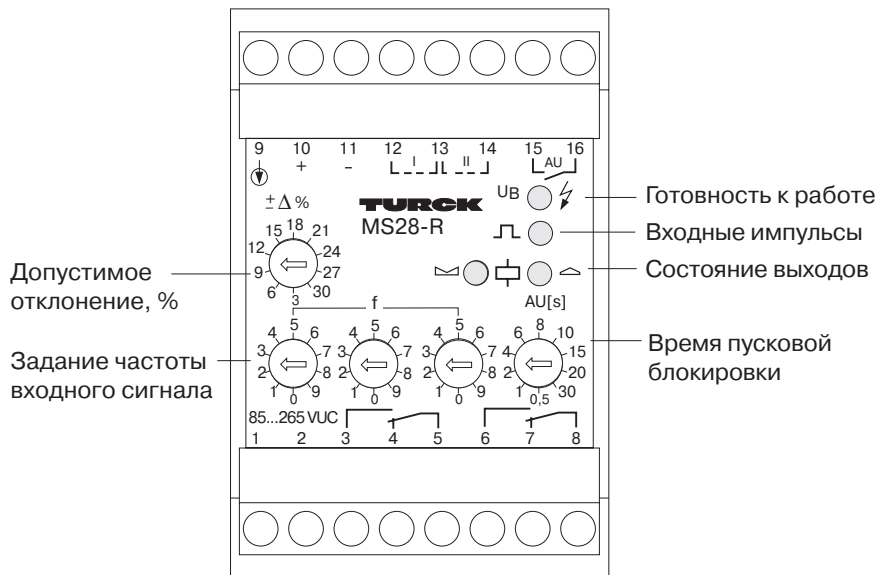 9 10 11 12 13 14 15 16
+ - I II AU
± Δ %
TURCK
MS28-R
UB
Готовность к работе
Входные импульсы
Состояние выходов
3 6 9 12 15 18 21 24 27 30
Допустимое
отклонение, %
f
AU[s]
Задание частоты
входного сигнала
0 1 2 3 4 5 6 7 8 9
0 1 2 3 4 5 6 7 8 9
0 1 2 3 4 5 6 7 8 9
0,5 1 2 4 6 8 10 15 20 30
Время пусковой
блокировки
85...265 VUC
1 2 3 4 5 6 7 8